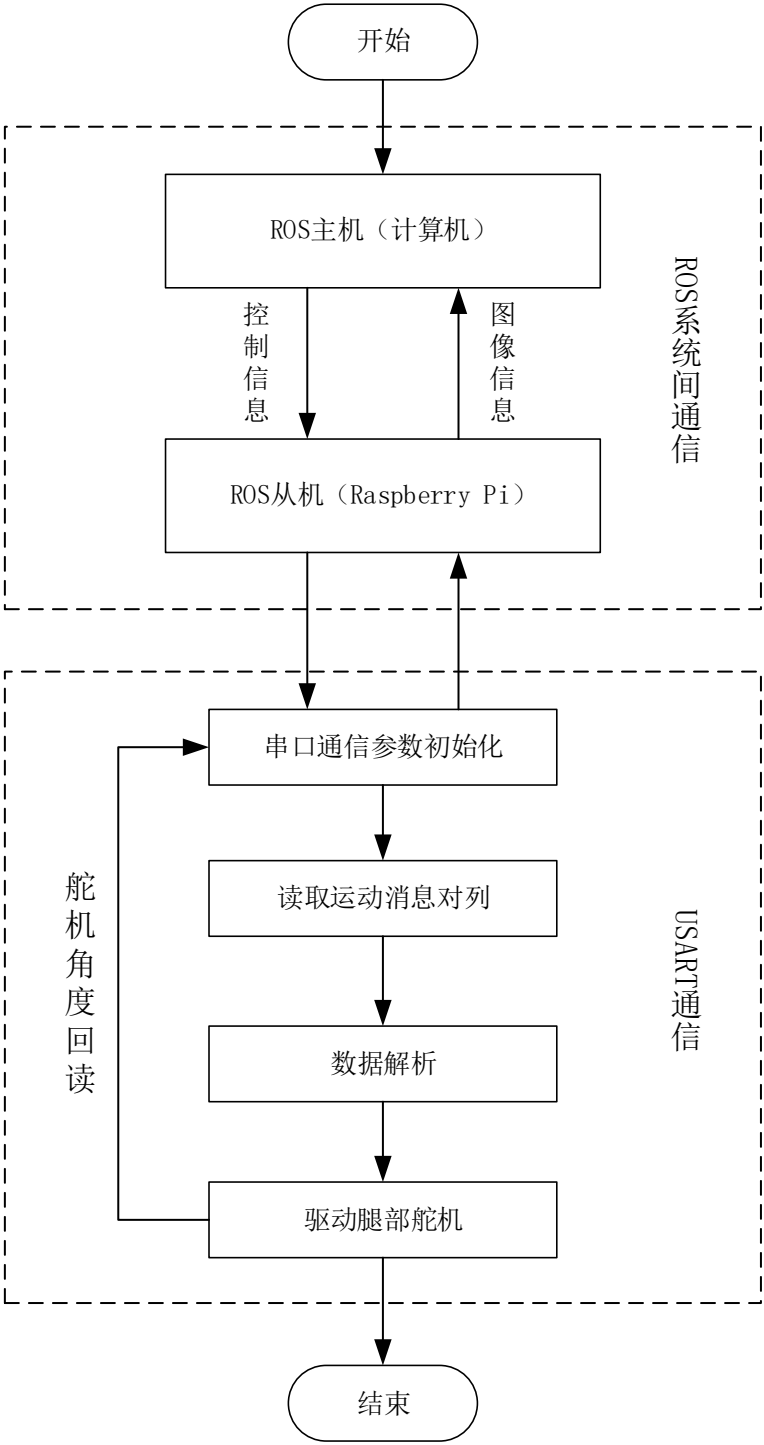 开始
ROS主机（计算机）
控制信息
图像信息
ROS系统间通信
ROS从机（Raspberry Pi）
串口通信参数初始化
读取运动消息对列
舵机角度回读
USART通信
数据解析
驱动腿部舵机
结束